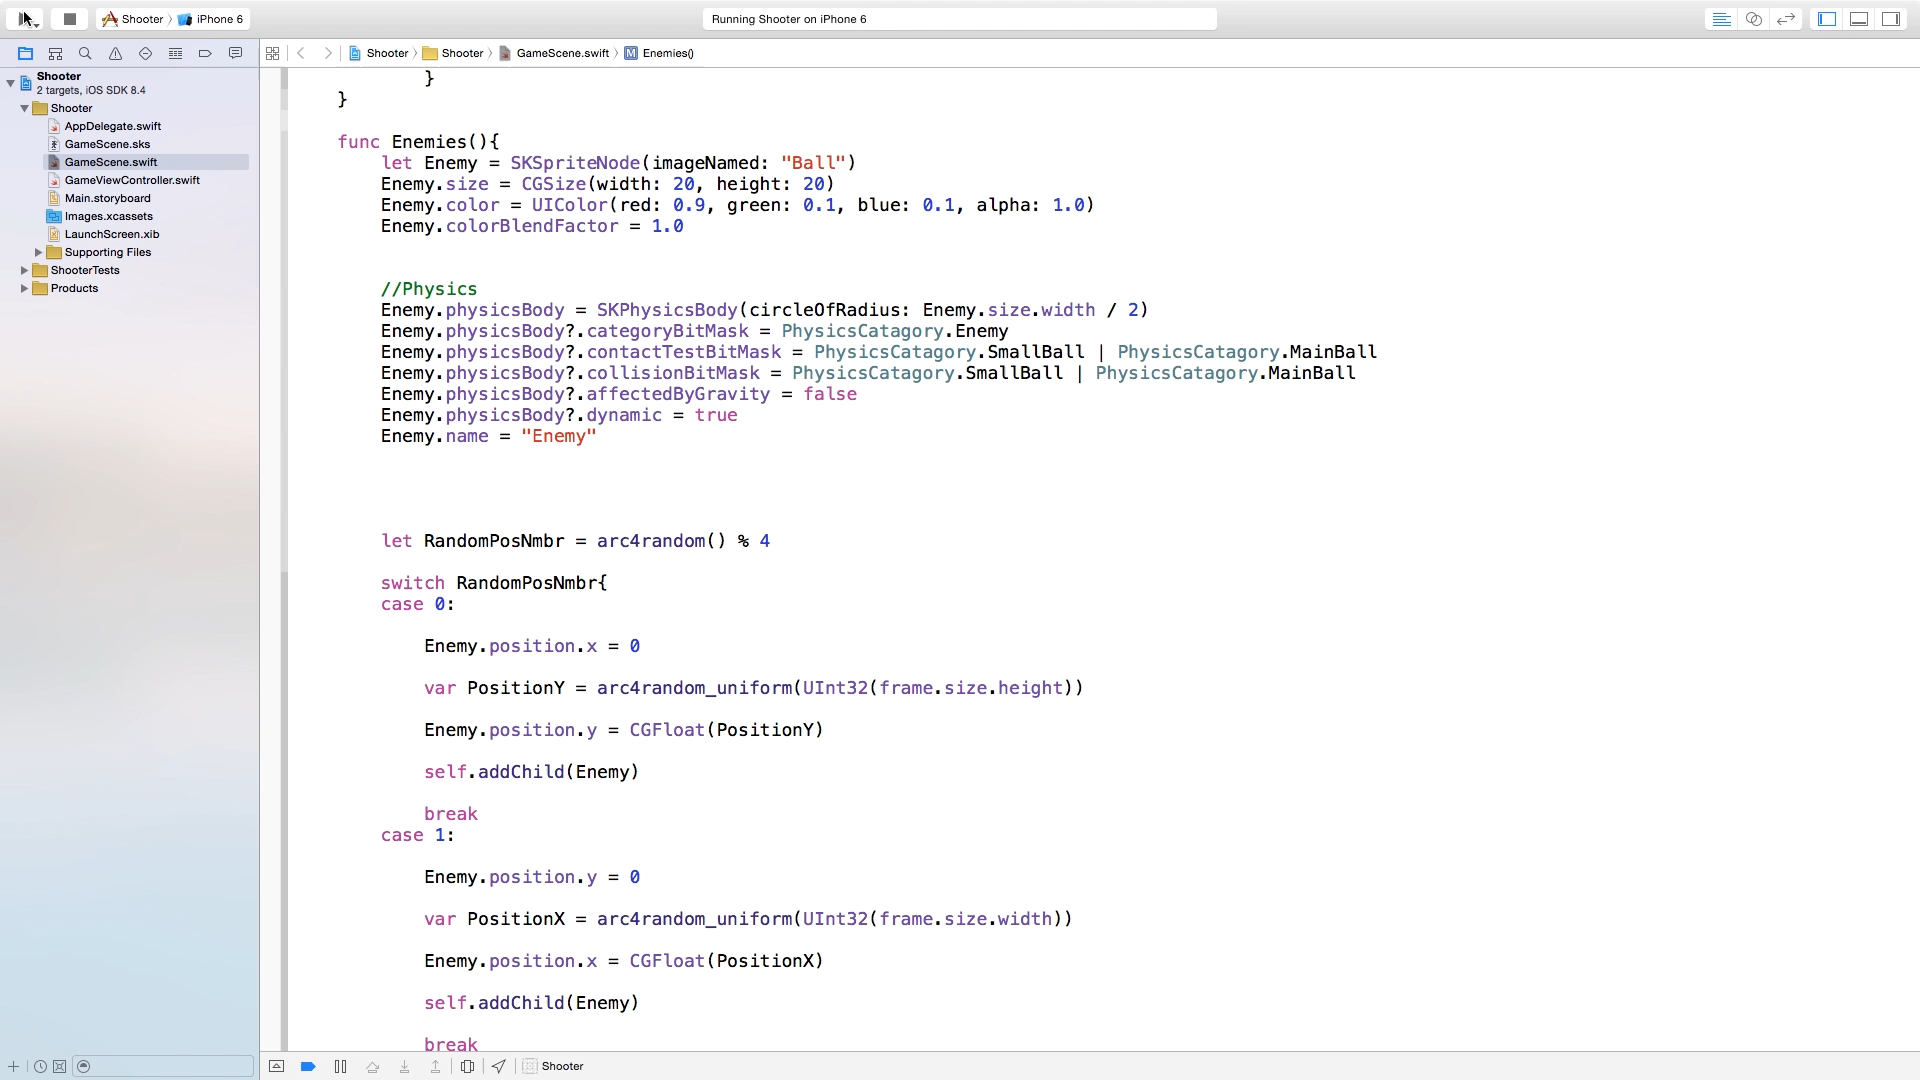 Shooter 〉 iPhone 6
Running Shooter on iPhone 6
Shooter 〉 Shooter 〉 GameScene.swift 〉 M Enemies()
Shooter
2 targets, iOS SDK 8.4
Shooter
AppDelegate.swift
GameScene.sks
GameScene.swift
GameViewController.swift
Main.storyboard
Images.xcassets
LaunchScreen.xib
Supporting Files
ShooterTests
Products
}
}
func Enemies(){
let Enemy = SKSpriteNode(imageNamed: "Ball")
Enemy.size = CGSize(width: 20, height: 20)
Enemy.color = UIColor(red: 0.9, green: 0.1, blue: 0.1, alpha: 1.0)
Enemy.colorBlendFactor = 1.0
//Physics
Enemy.physicsBody = SKPhysicsBody(circleOfRadius: Enemy.size.width / 2)
Enemy.physicsBody?.categoryBitMask = PhysicsCatagory.Enemy
Enemy.physicsBody?.contactTestBitMask = PhysicsCatagory.SmallBall | PhysicsCatagory.MainBall
Enemy.physicsBody?.collisionBitMask = PhysicsCatagory.SmallBall | PhysicsCatagory.MainBall
Enemy.physicsBody?.affectedByGravity = false
Enemy.physicsBody?.dynamic = true
Enemy.name = "Enemy"
let RandomPosNmbr = arc4random() % 4
switch RandomPosNmbr{
case 0:
Enemy.position.x = 0
var PositionY = arc4random_uniform(UInt32(frame.size.height))
Enemy.position.y = CGFloat(PositionY)
self.addChild(Enemy)
break
case 1:
Enemy.position.y = 0
var PositionX = arc4random_uniform(UInt32(frame.size.width))
Enemy.position.x = CGFloat(PositionX)
self.addChild(Enemy)
break
Shooter